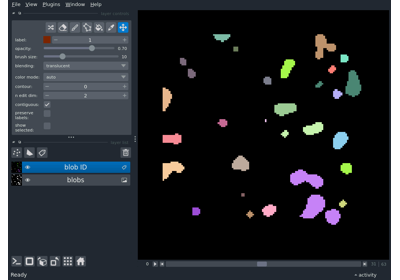 File View Plugins Window Help
label: 1
opacity: 0.70
brush size: 10
blending: translucent
color mode: auto
contour: 0
n edit dim: 2
contiguous:
preserve labels:
show selected:
blob ID
blobs
0
Ready
activity